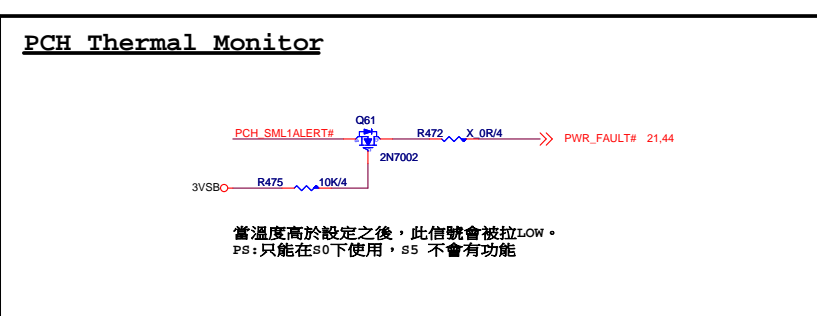 PCH Thermal Monitor
Q61
PCH_SML1ALERT#
R472
X_0R/4
PWR_FAULT# 21,44
2N7002
3VSB
R475
10K/4
當溫度高於設定之後，此信號會被拉LOW。
PS:只能在S0下使用，S5 不會有功能